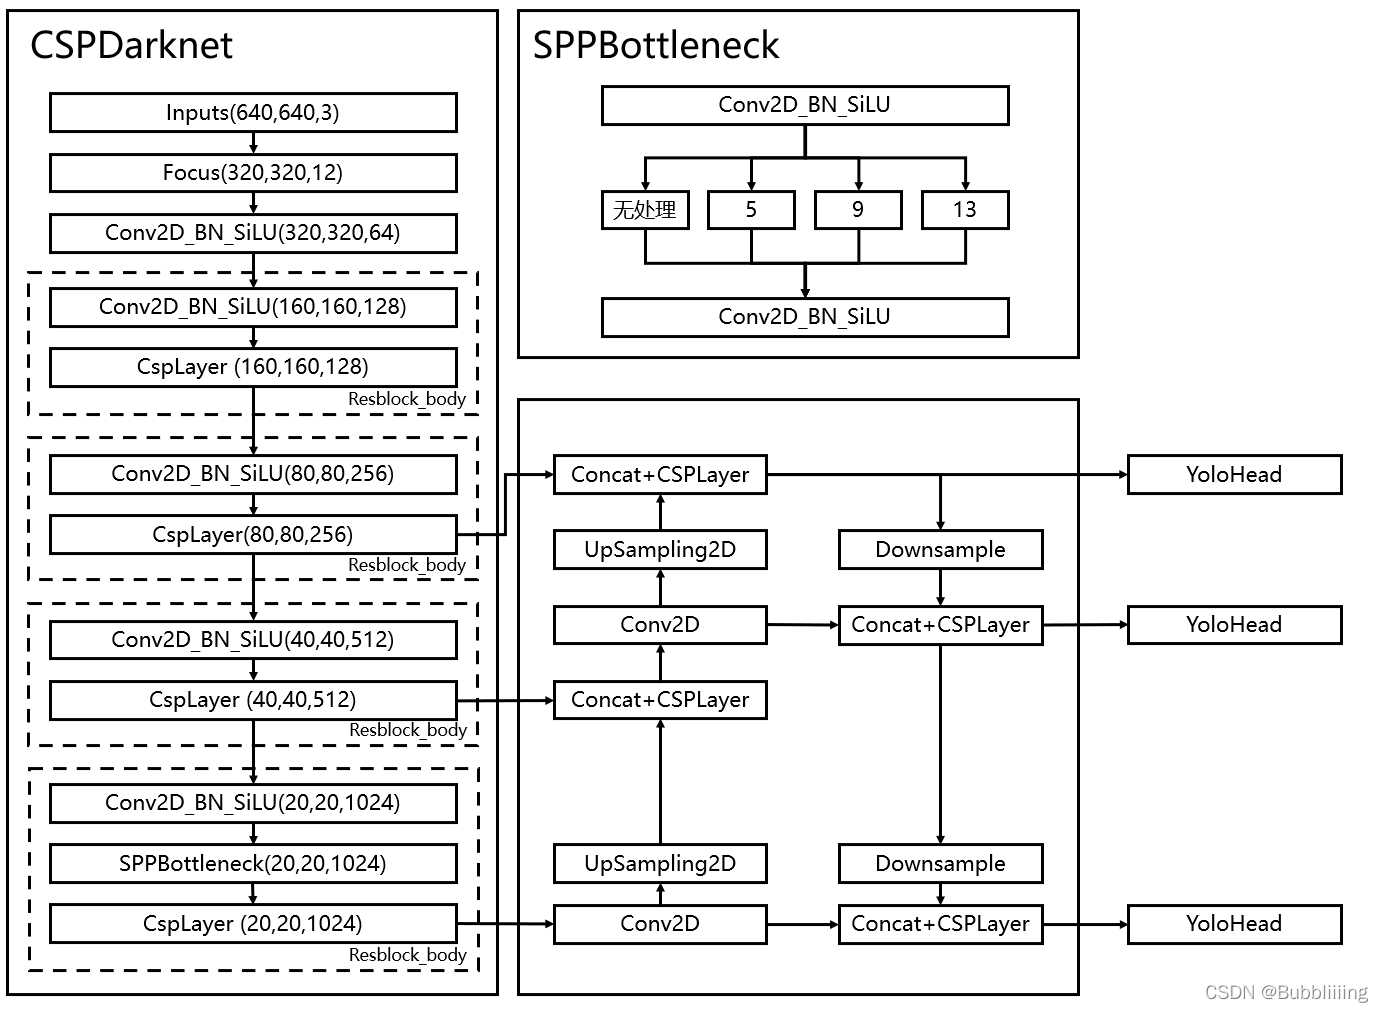 CSPDarknet
Inputs(640,640,3)
Focus(320,320,12)
Conv2D_BN_SiLU(320,320,64)
Conv2D_BN_SiLU(160,160,128)
CspLayer (160,160,128)
Resblock_body
Conv2D_BN_SiLU(80,80,256)
CspLayer(80,80,256)
Resblock_body
Conv2D_BN_SiLU(40,40,512)
CspLayer (40,40,512)
Resblock_body
Conv2D_BN_SiLU(20,20,1024)
SPPBottleneck(20,20,1024)
CspLayer (20,20,1024)
Resblock_body
SPPBottleneck
Conv2D_BN_SiLU
无处理 5 9 13
Conv2D_BN_SiLU
Concat+CSPLayer YoloHead
UpSampling2D Downsample
Conv2D Concat+CSPLayer YoloHead
Concat+CSPLayer
UpSampling2D Downsample
Conv2D Concat+CSPLayer YoloHead
CSDN @Bubbliiiing